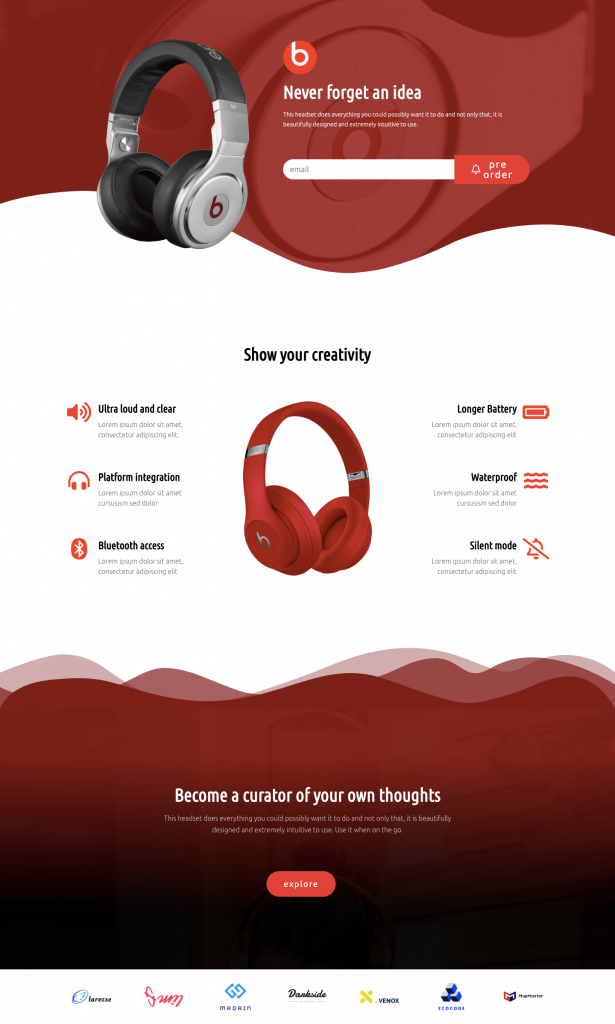 b
Never forget an idea
This headset does everything you could possibly want it to do and not only that, it is
beautifully designed and extremely intuitive to use.
email
pre
order
b
Show your creativity
Ultra loud and clear
Lorem ipsum dolor sit amet,
consectetur adipiscing elit
Longer Battery
Lorem ipsum dolor sit amet,
consectetur adipiscing elit
Platform integration
Lorem ipsum dolor sit amet
cursusism sed dolor
Waterproof
Lorem ipsum dolor sit amet,
cursusism sed dolor
b
Bluetooth access
Lorem ipsum dolor sit amet,
consectetur adipiscing elit
Silent mode
Lorem ipsum dolor sit amet,
consectetur adipiscing elit
Become a curator of your own thoughts
This headset does everything you could possibly want it to do and not only that, it is beautifully
designed and extremely intuitive to use. Use it when on the go.
explore
larozse
MADRIN
Darkside
VENOX
ECOCODE
MapMaster